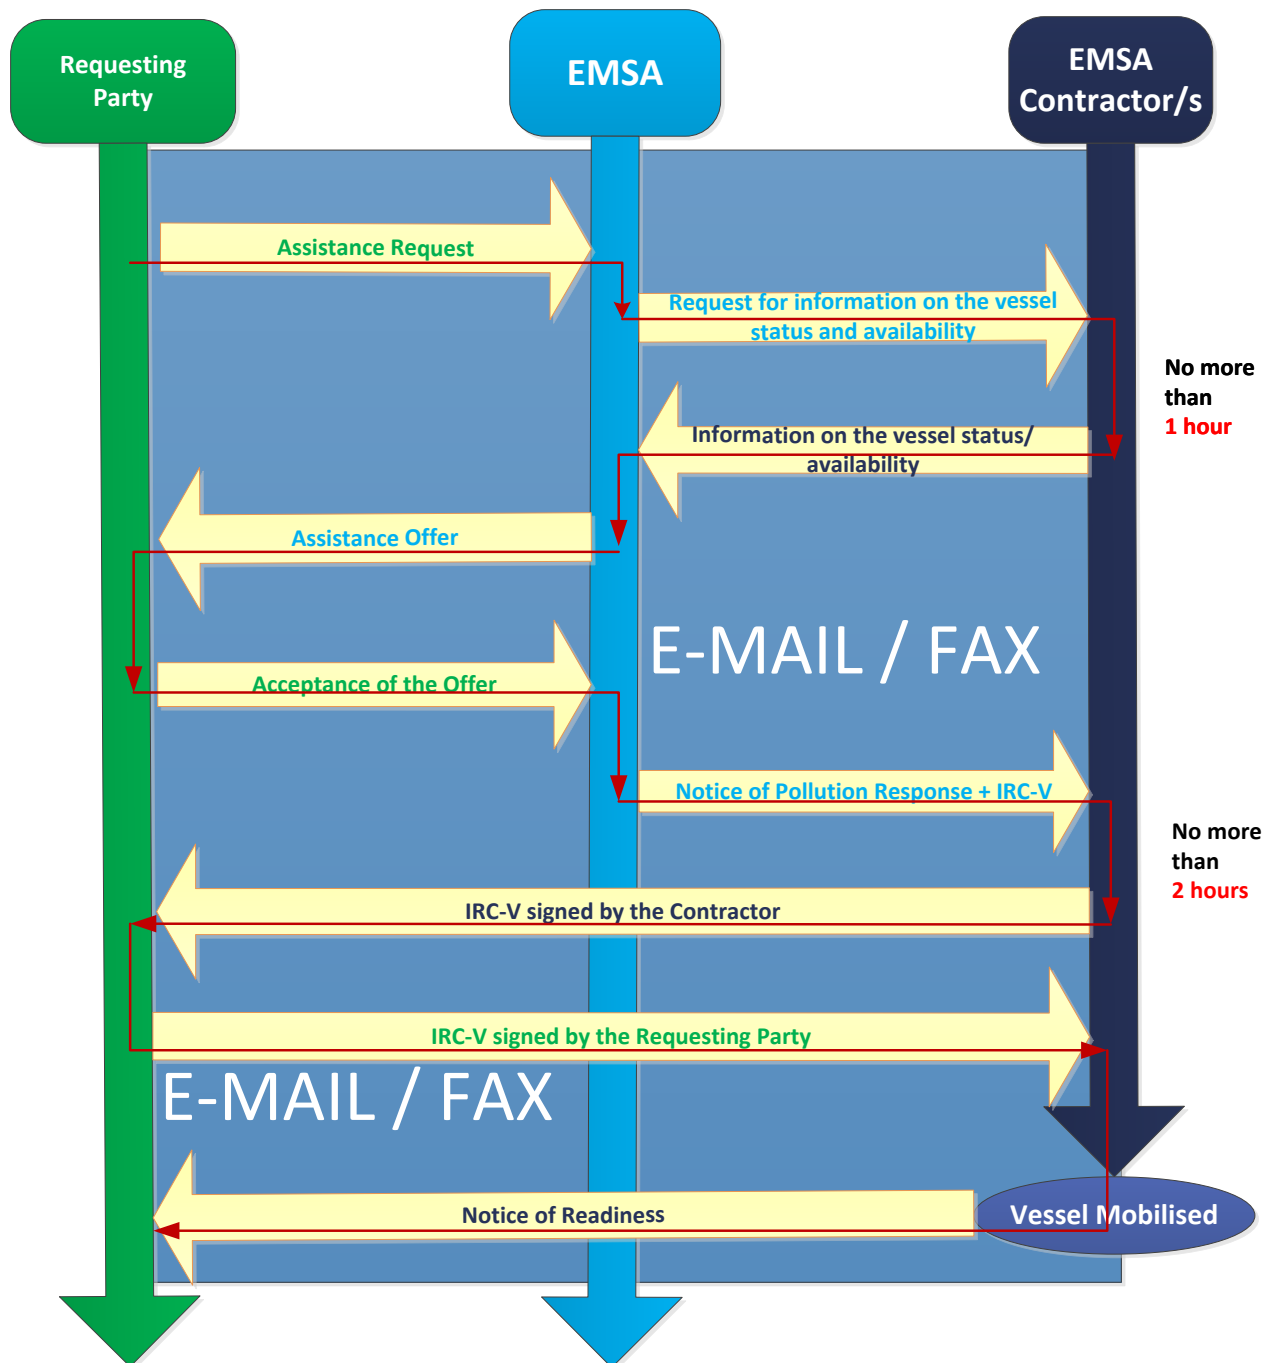 Requesting
Party
EMSA
EMSA
Contractor/s
Assistance Request
Request for information on the vessel
status and availability
No more
than
1 hour
Information on the vessel status/
availability
Assistance Offer
E-MAIL / FAX
Acceptance of the Offer
Notice of Pollution Response + IRC-V
No more
than
2 hours
IRC-V signed by the Contractor
IRC-V signed by the Requesting Party
E-MAIL / FAX
Notice of Readiness
Vessel Mobilised